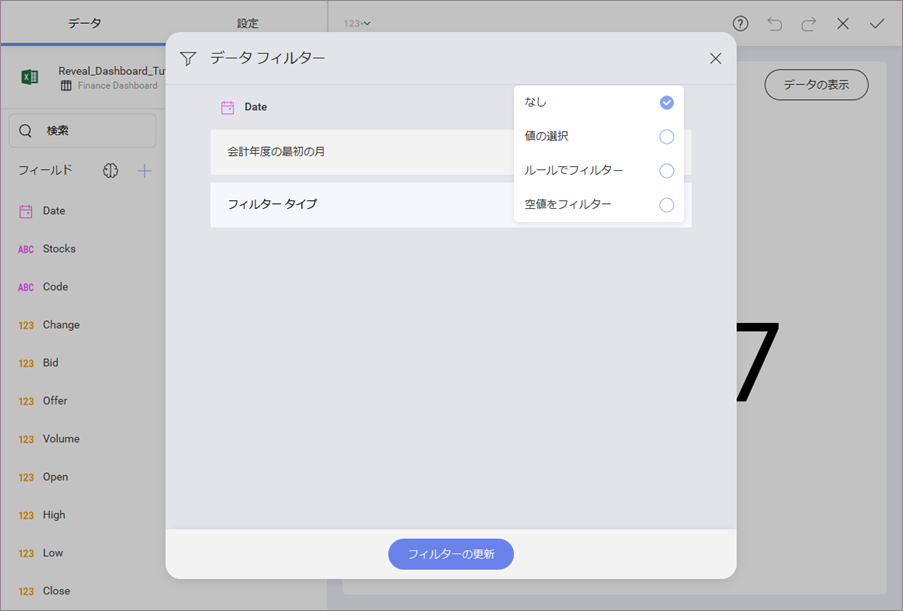 データ
設定
123
Reveal_Dashboard_Tu
Finance Dashboard
検索
フィールド
Date
Stocks
Code
Change
Bid
Offer
Volume
Open
High
Low
Close
データ フィルター
Date
会計年度の最初の月
フィルター タイプ
なし
値の選択
ルールでフィルター
空値をフィルター
フィルターの更新
データの表示
7
ABC
ABC
123
123
123
123
123
123
123
123